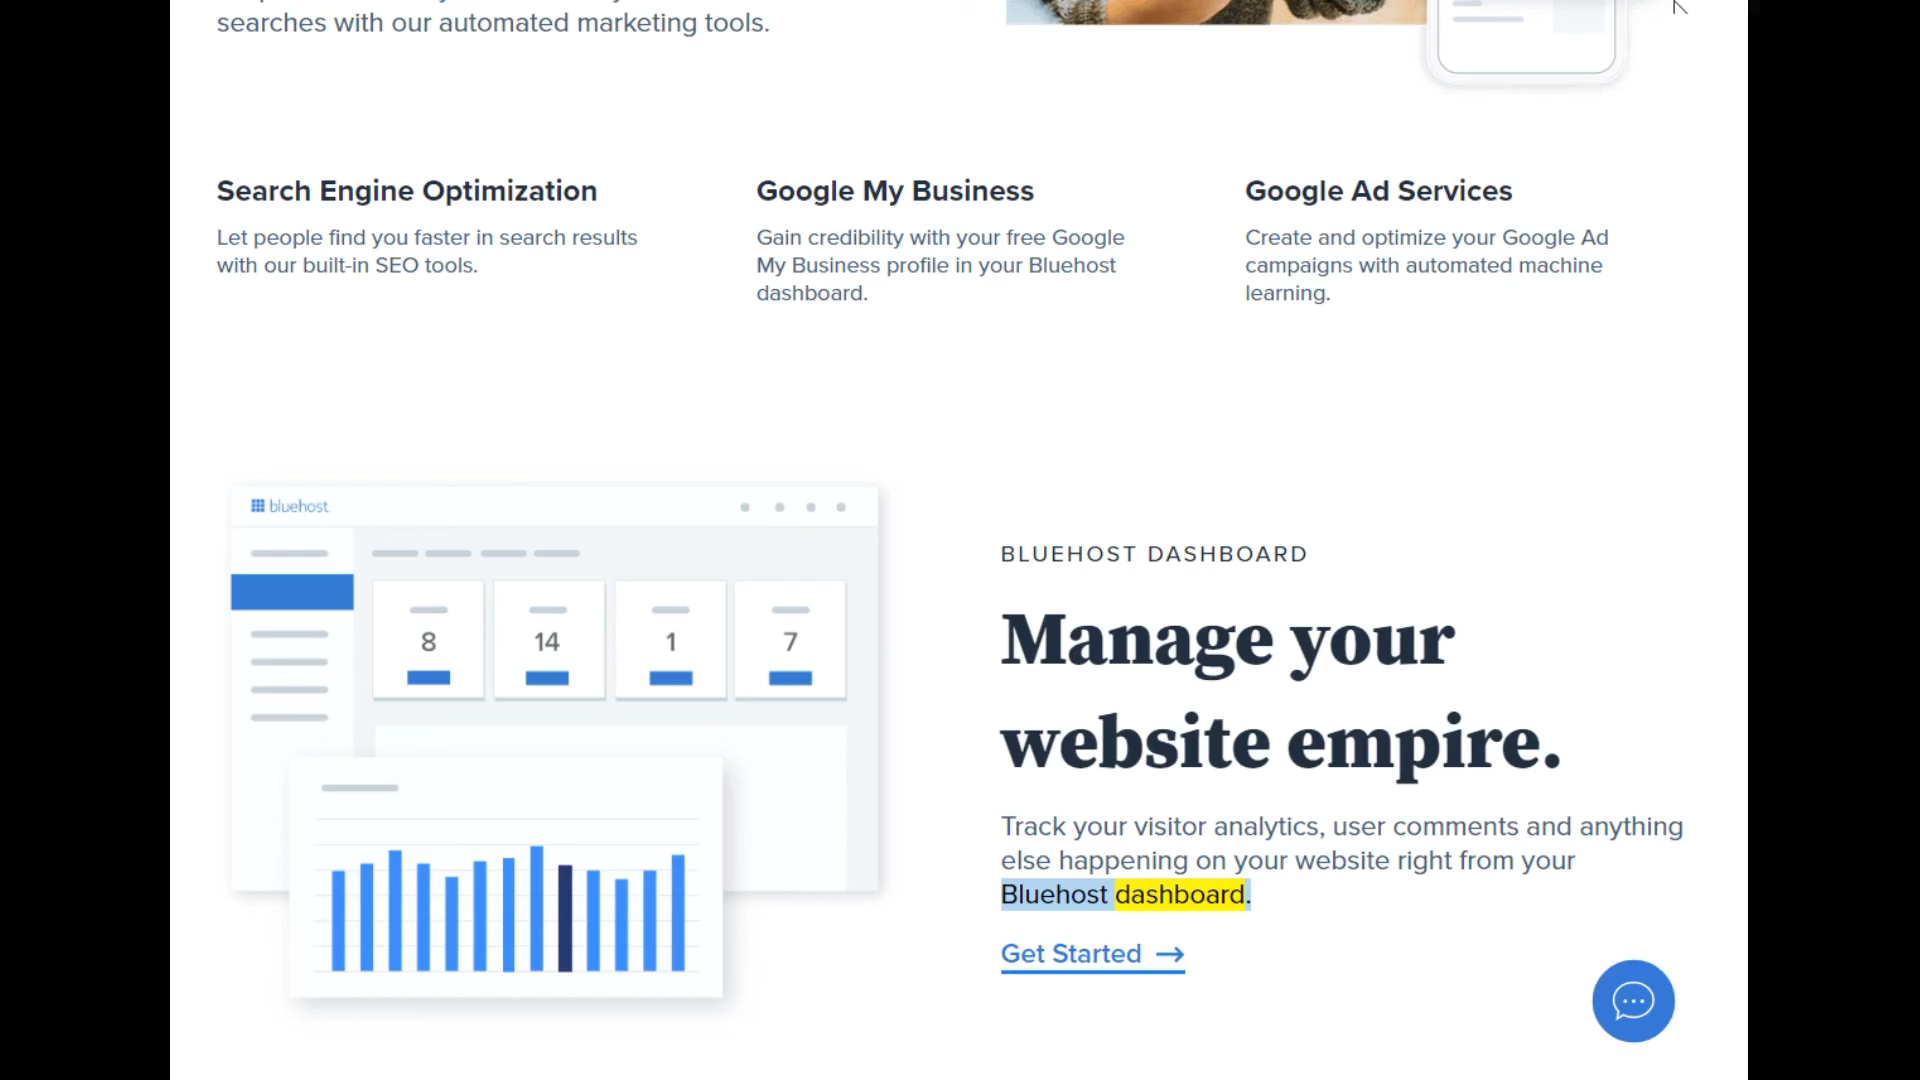 searches with our automated marketing tools.
Search Engine Optimization
Let people find you faster in search results
with our built-in SEO tools.
Google My Business
Gain credibility with your free Google
My Business profile in your Bluehost
dashboard.
Google Ad Services
Create and optimize your Google Ad
campaigns with automated machine
learning.
bluehost
8
14
1
7
BLUEHOST DASHBOARD
Manage your
website empire.
Track your visitor analytics, user comments and anything
else happening on your website right from your
Bluehost dashboard.
Get Started →